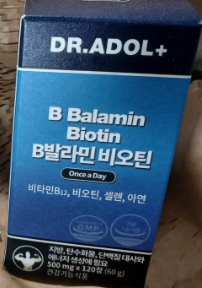 DR.ADOL+
B Balamin
Biotin
B발라민 비오틴
Once a Day
비타민B₁₂, 비오틴, 셀렌, 아연
GMP
지방, 탄수화물, 단백질 대사와
에너지 생성에 필요
500 mg × 120정 (60 g)
건강기능식품